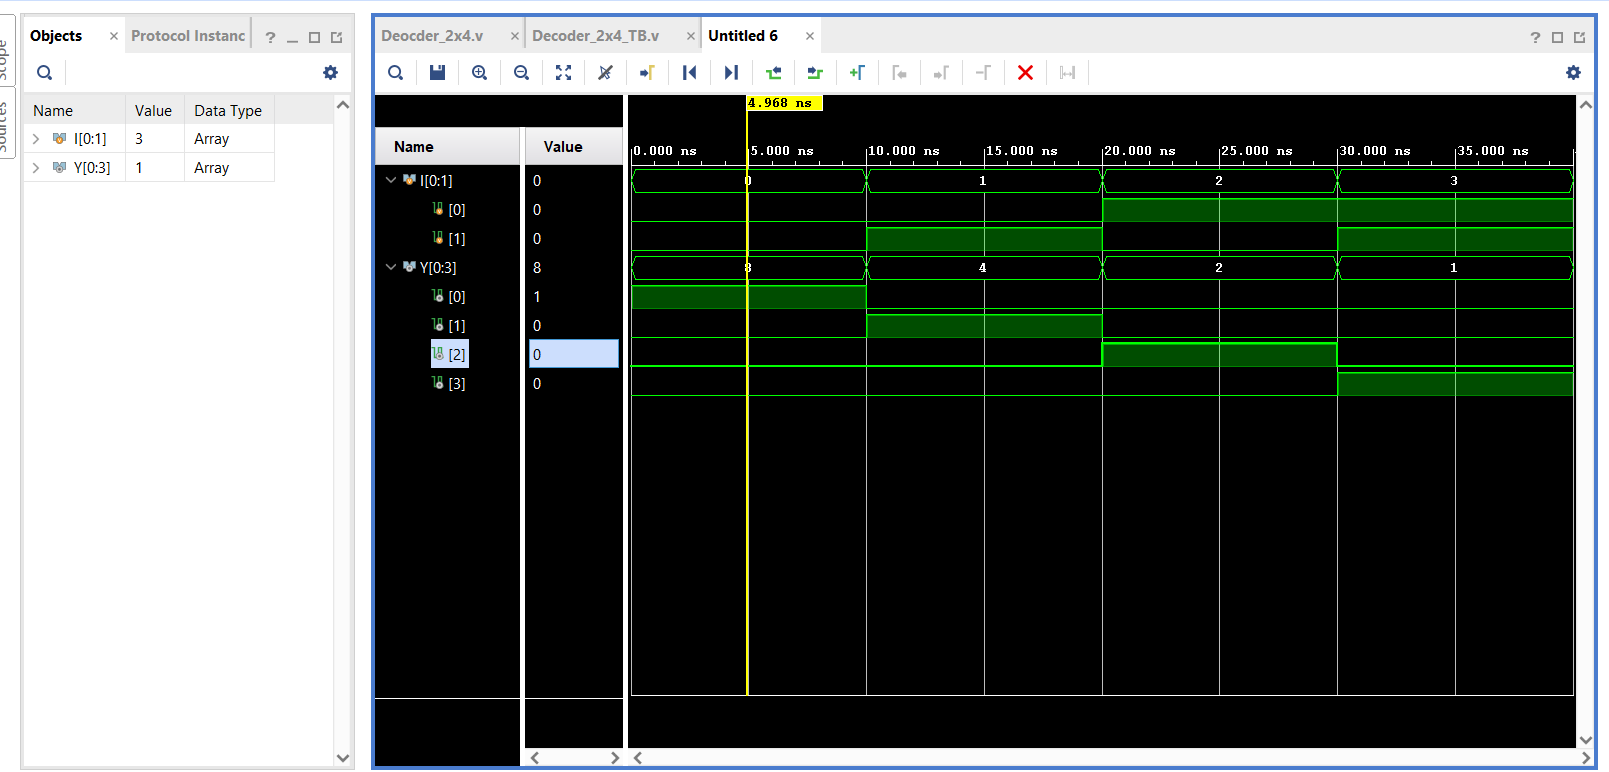 Scope
Sources
Objects × Protocol Instanc ? _
Name Value Data Type
I[0:1] 3 Array
Y[0:3] 1 Array
Deocder_2x4.v × Decoder_2x4_TB.v × Untitled 6 × ?
4.968 ns
Name Value
0.000 ns 5.000 ns 10.000 ns 15.000 ns 20.000 ns 25.000 ns 30.000 ns 35.000 ns
I[0:1] 0 0 1 2 3
[0] 0
[1] 0
Y[0:3] 8 8 4 2 1
[0] 1
[1] 0
[2] 0
[3] 0